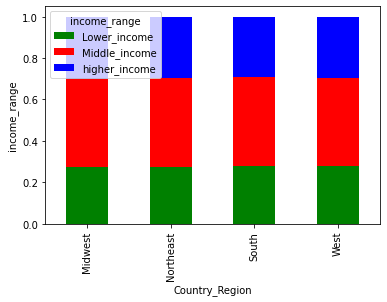 income_range
Lower_income
Middle_income
higher_income
1.0
0.8
0.6
0.4
0.2
0.0
income_range
Midwest
Northeast
South
West
Country_Region